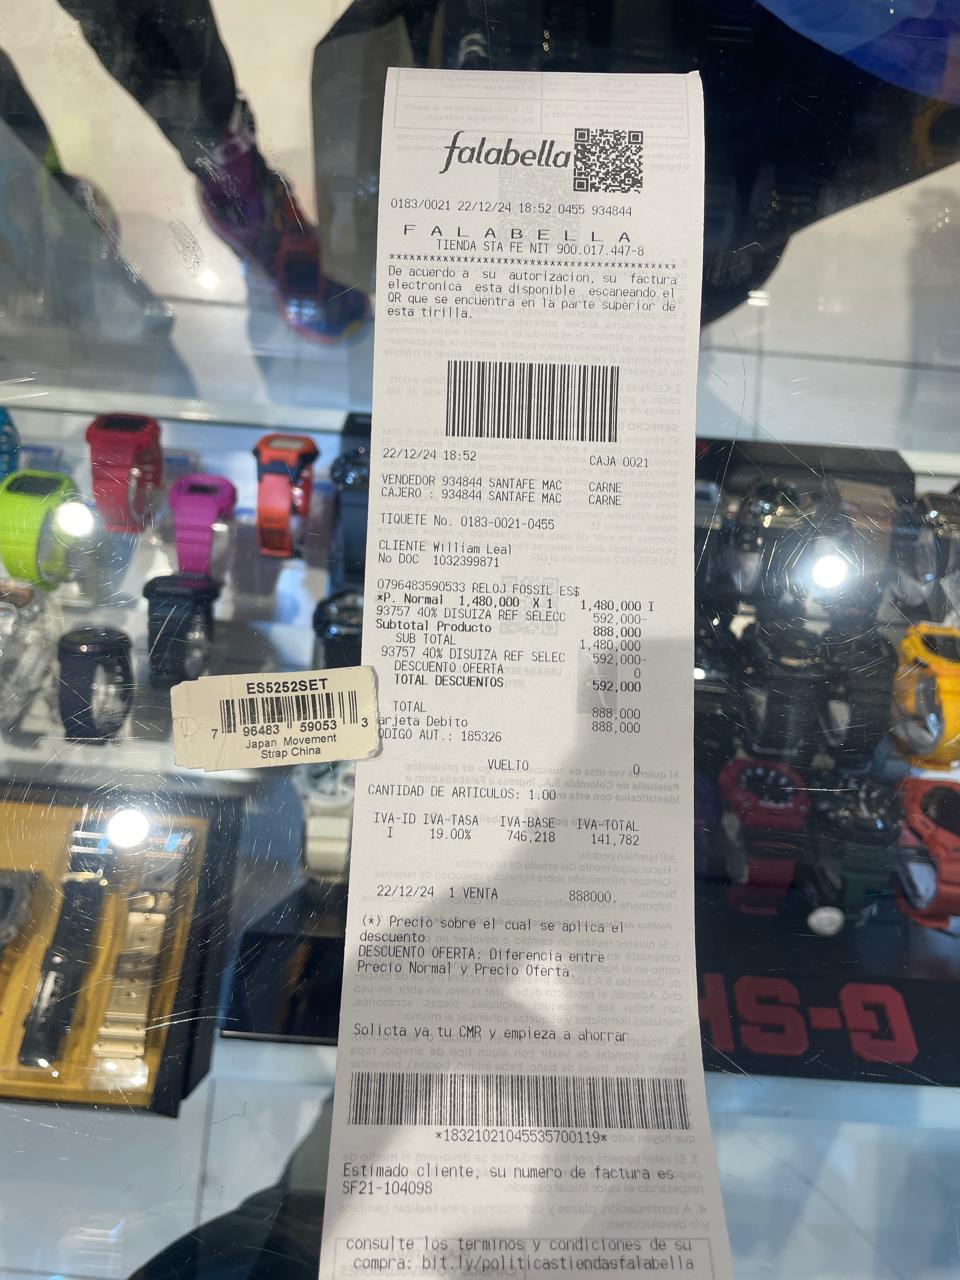 falabella
0183/0021 22/12/24 18:52 0455 934844
F A L A B E L L A
TIENDA STA FE NIT 900.017.447-8
************************************
De acuerdo a su autorizacion, su factura
electronica esta disponible escaneando el
QR que se encuentra en la parte superior de
esta tirilla.
22/12/24 18:52 CAJA 0021
VENDEDOR 934844 SANTAFE MAC CARNE
CAJERO : 934844 SANTAFE MAC CARNE
TIQUETE No. 0183-0021-0455
CLIENTE William Leal
No DOC 1032399871
0796483590533 RELOJ FOSSIL ES$
*P. Normal 1,480,000 X 1 1,480,000 I
93757 40% DISUIZA REF SELECC 592,000-
Subtotal Producto 888,000
SUB TOTAL 1,480,000
93757 40% DISUIZA REF SELEC 592,000-
DESCUENTO OFERTA 0
TOTAL DESCUENTOS 592,000
TOTAL 888,000
arjeta Debito 888,000
ODIGO AUT.: 185326
VUELTO 0
CANTIDAD DE ARTICULOS: 1.00
IVA-ID IVA-TASA IVA-BASE IVA-TOTAL
I 19.00% 746,218 141,782
22/12/24 1 VENTA 888000.
(*) Precio sobre el cual se aplica el
descuento
DESCUENTO OFERTA: Diferencia entre
Precio Normal y Precio Oferta.
Solicta ya tu CMR y empieza a ahorrar
*18321021045535700119*
Estimado cliente, su numero de factura es
SF21-104098
consulte los terminos y condiciones de su
compra: bit.ly/politicastiendasfalabella
ES5252SET
7 96483 59053 3
Japan Movement
Strap China
G-SH